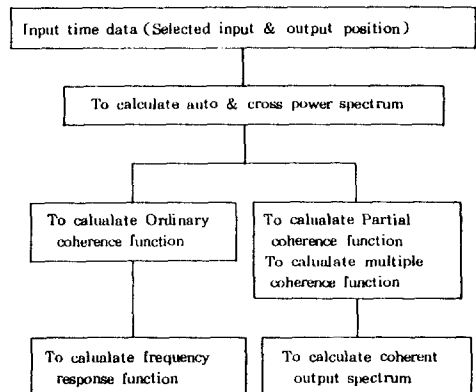 Input time data (Selected input & output position)
To calculate auto & cross power spectrum
To calualate Ordinary
coherence function
To calualate Partial
coherence function
To calualate multiple
coherence function
To calualate frequency
response function
To calculate coherent
output spectrum